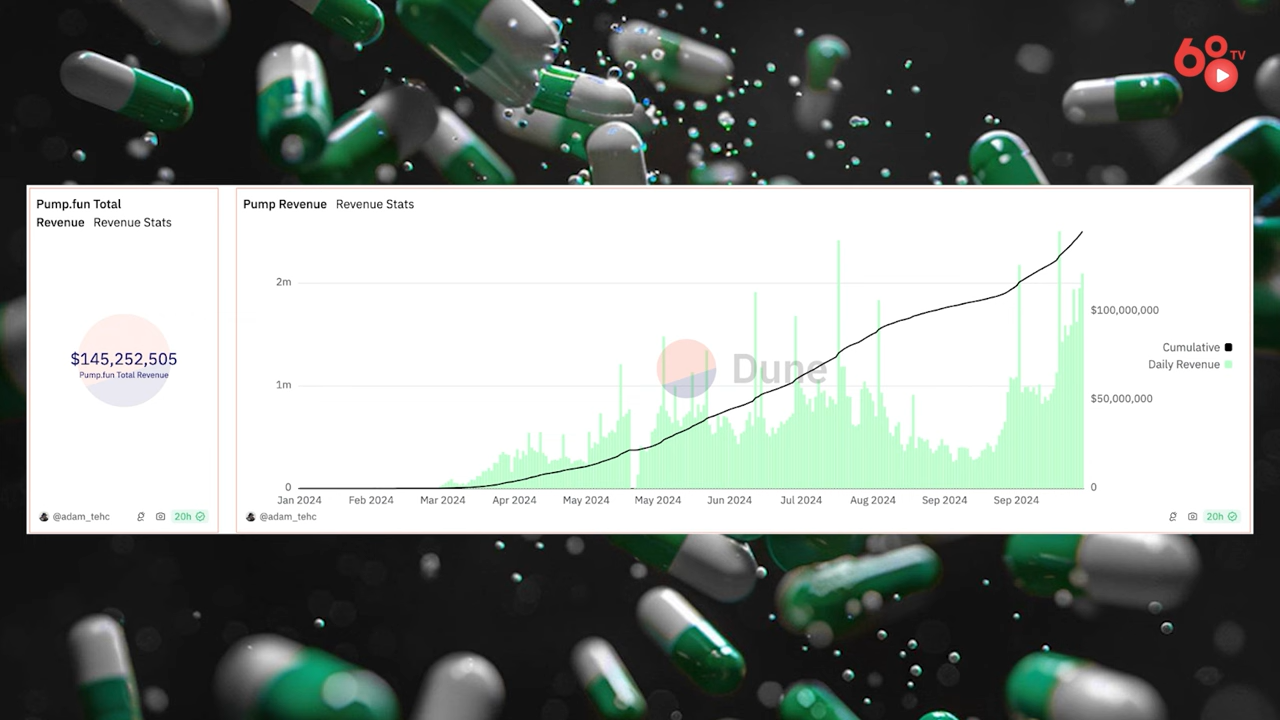 60 TV
Pump.fun Total
Revenue Revenue Stats
$145,252,505
Pump.fun Total Revenue
@adam_tehc
20h
Pump Revenue Revenue Stats
2m
1m
0
$100,000,000
$50,000,000
0
Cumulative
Daily Revenue
Dune
Jan 2024 Feb 2024 Mar 2024 Apr 2024 May 2024 May 2024 Jun 2024 Jul 2024 Aug 2024 Sep 2024 Sep 2024
@adam_tehc
20h